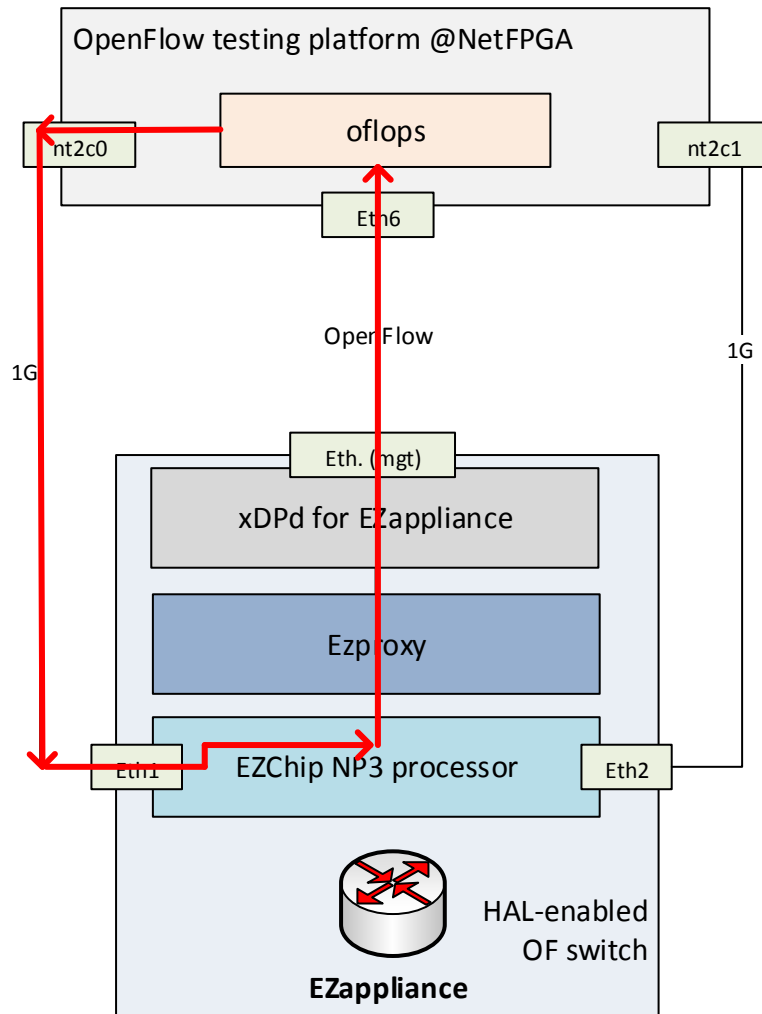 OpenFlow testing platform @NetFPGA
oflops
nt2c0
nt2c1
Eth6
OpenFlow
1G
1G
Eth. (mgt)
xDPd for EZappliance
Ezproxy
EZChip NP3 processor
Eth1
Eth2
HAL-enabled
OF switch
EZappliance